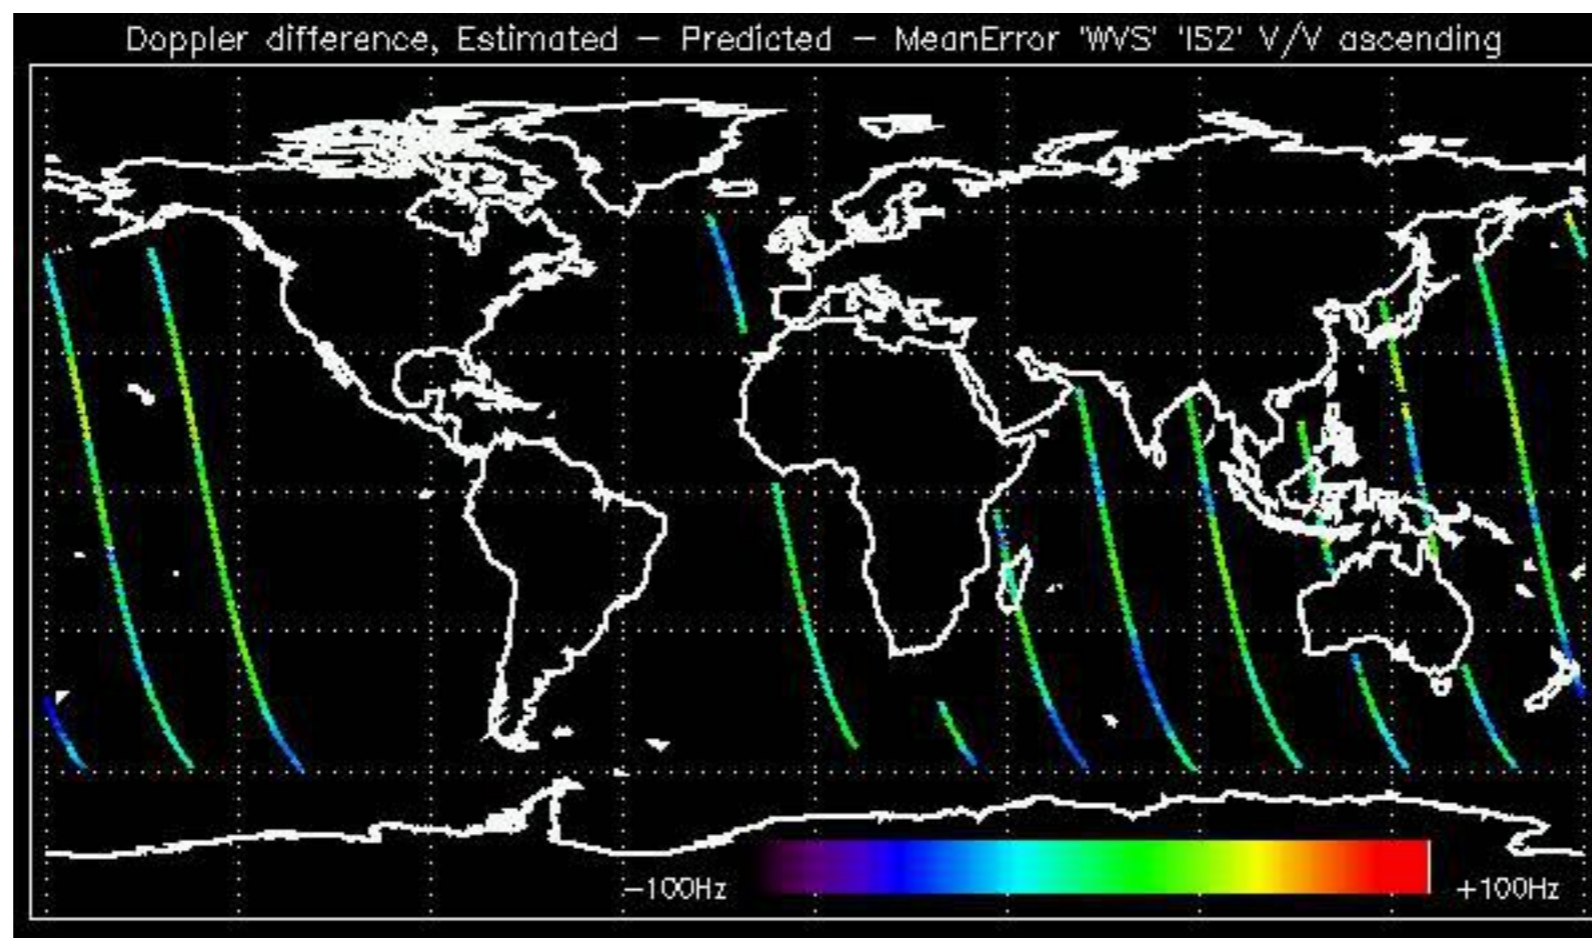 Doppler difference, Estimated – Predicted – MeanError 'WVS' 'IS2' V/V ascending
−100Hz +100Hz